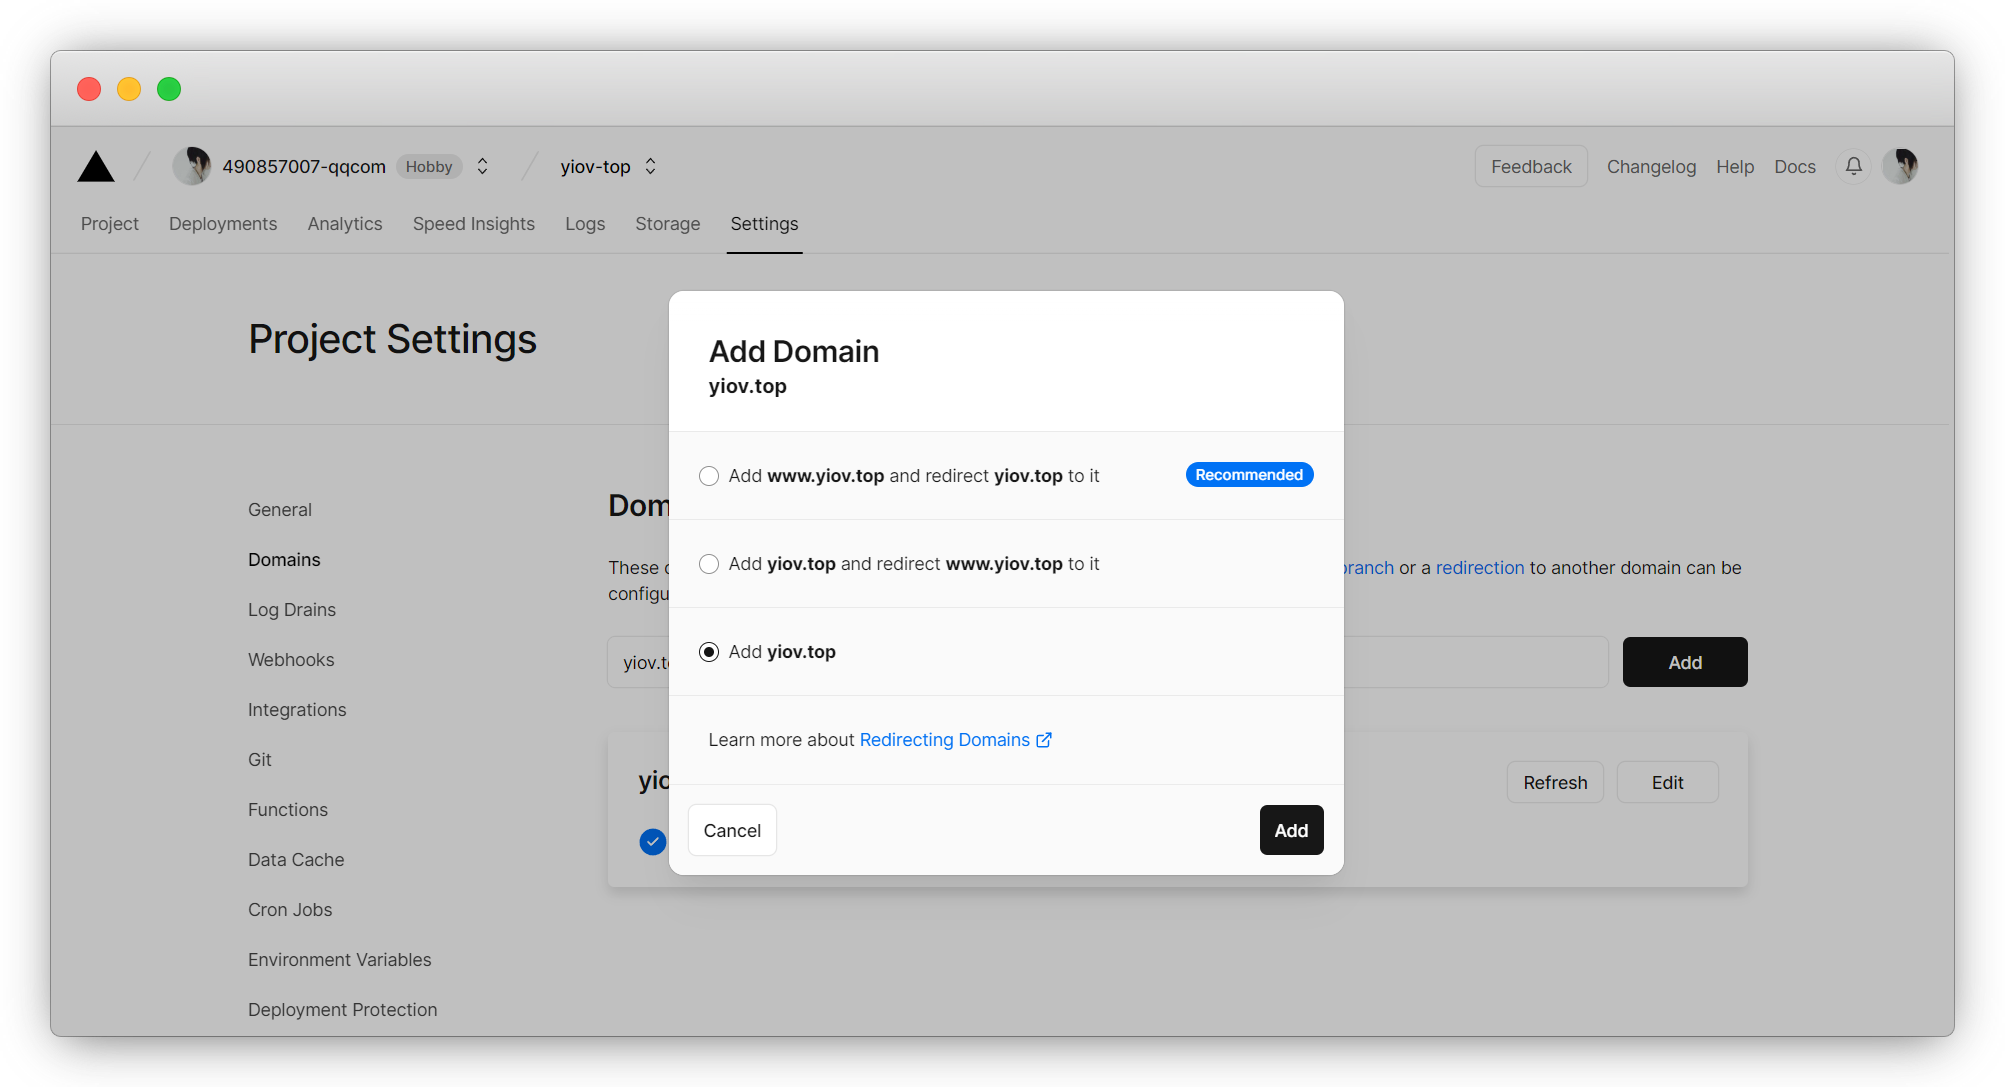 490857007-qqcom Hobby yiov-top Feedback Changelog Help Docs
Project Deployments Analytics Speed Insights Logs Storage Settings
Project Settings
General
Domains
Log Drains
Webhooks
Integrations
Git
Functions
Data Cache
Cron Jobs
Environment Variables
Deployment Protection
Dom
These
configu
branch or a redirection to another domain can be
yiov.t
Add
yio
Refresh
Edit
Add Domain
yiov.top
Add www.yiov.top and redirect yiov.top to it Recommended
Add yiov.top and redirect www.yiov.top to it
Add yiov.top
Learn more about Redirecting Domains
Cancel
Add